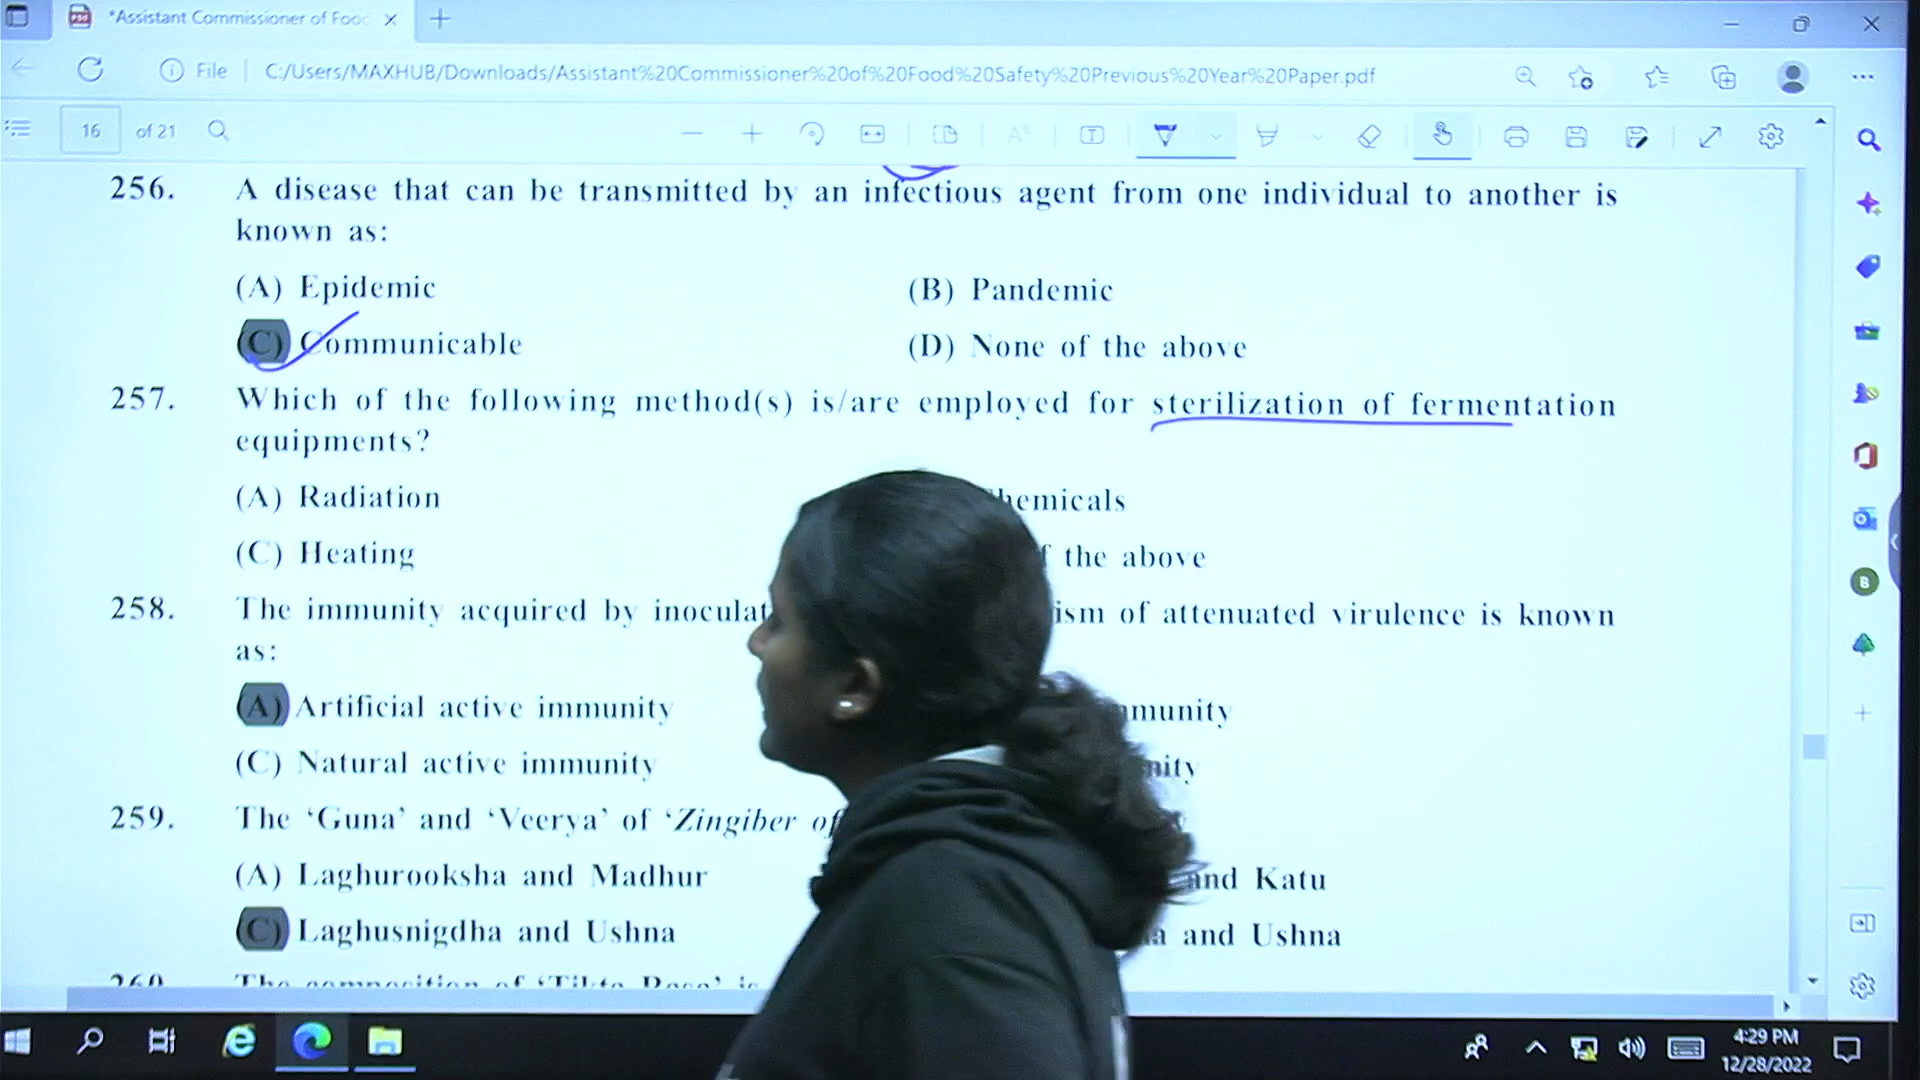 *Assistant Commissioner of Food
File
C:/Users/MAXHUB/Downloads/Assistant%20Commissioner%20of%20Food%20Safety%20Previous%20Year%20Paper.pdf
16 of 21
256. A disease that can be transmitted by an infectious agent from one individual to another is
known as:
(A) Epidemic (B) Pandemic
(C) Communicable (D) None of the above
257. Which of the following method(s) is/are employed for sterilization of fermentation
equipments?
(A) Radiation hemicals
(C) Heating the above
258. The immunity acquired by inoculat ism of attenuated virulence is known
as:
(A) Artificial active immunity mmunity
(C) Natural active immunity nity
259. The ‘Guna’ and ‘Veerya’ of ‘Zingiber of
(A) Laghurooksha and Madhur and Katu
(C) Laghusnigdha and Ushna a and Ushna
B
4:29 PM
12/28/2022